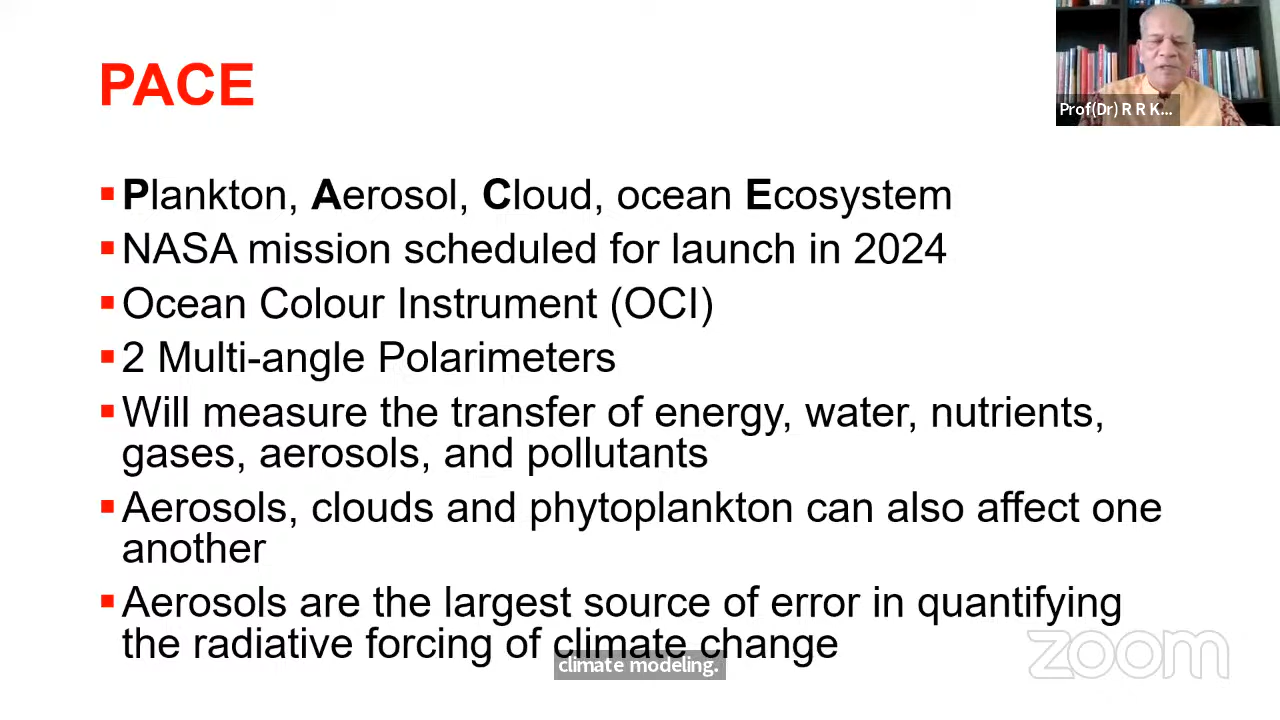 PACE
Prof(Dr) R R K...
▪Plankton, Aerosol, Cloud, ocean Ecosystem
▪NASA mission scheduled for launch in 2024
▪Ocean Colour Instrument (OCI)
▪2 Multi-angle Polarimeters
▪Will measure the transfer of energy, water, nutrients,
gases, aerosols, and pollutants
▪Aerosols, clouds and phytoplankton can also affect one
another
▪Aerosols are the largest source of error in quantifying
the radiative forcing of climate change
climate modeling.
zoom